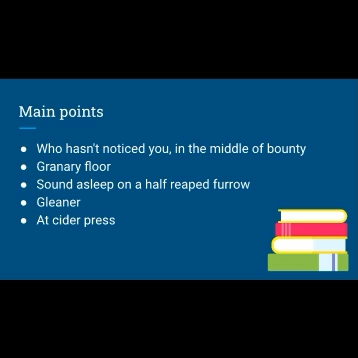 Main points
● Who hasn't noticed you, in the middle of bounty
● Granary floor
● Sound asleep on a half reaped furrow
● Gleaner
● At cider press